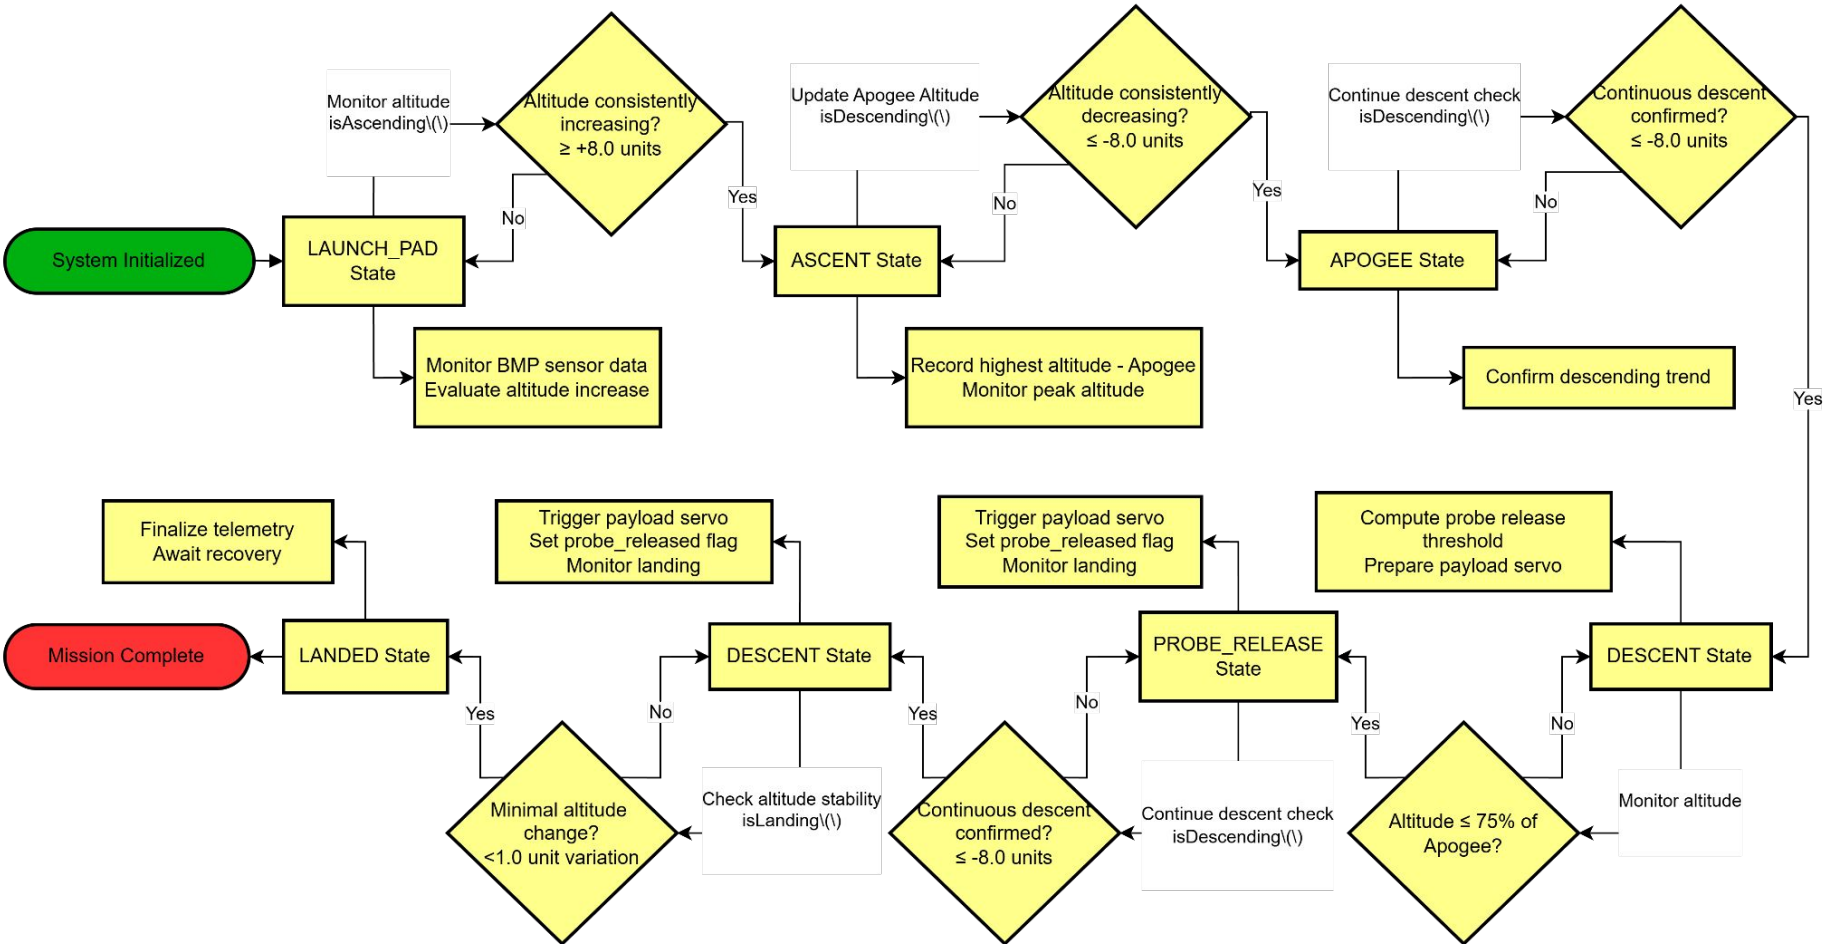 System Initialized
LAUNCH_PAD
State
Monitor altitude
isAscending\(\)
Altitude consistently
increasing?
≥ +8.0 units
No
Yes
Monitor BMP sensor data
Evaluate altitude increase
ASCENT State
Update Apogee Altitude
isDescending\(\)
Altitude consistently
decreasing?
≤ -8.0 units
No
Yes
Record highest altitude - Apogee
Monitor peak altitude
APOGEE State
Continue descent check
isDescending\(\)
Continuous descent
confirmed?
≤ -8.0 units
No
Yes
Confirm descending trend
DESCENT State
Compute probe release
threshold
Prepare payload servo
Monitor altitude
Altitude ≤ 75% of
Apogee?
No
Yes
PROBE_RELEASE
State
Trigger payload servo
Set probe_released flag
Monitor landing
Continue descent check
isDescending\(\)
Continuous descent
confirmed?
≤ -8.0 units
No
Yes
DESCENT State
Trigger payload servo
Set probe_released flag
Monitor landing
Check altitude stability
isLanding\(\)
Minimal altitude
change?
<1.0 unit variation
No
Yes
LANDED State
Finalize telemetry
Await recovery
Mission Complete